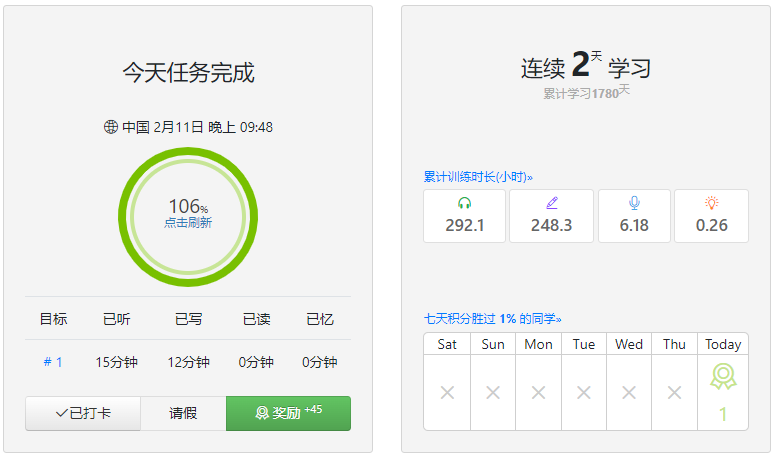 今天任务完成
中国 2月11日 晚上 09:48
106%
点击刷新
目标 已听 已写 已读 已忆
# 1 15分钟 12分钟 0分钟 0分钟
已打卡 请假 奖励 +45
连续 2天 学习
累计学习1780天
累计训练时长(小时)»
292.1 248.3 6.18 0.26
七天积分胜过 1% 的同学»
Sat Sun Mon Tue Wed Thu Today
1